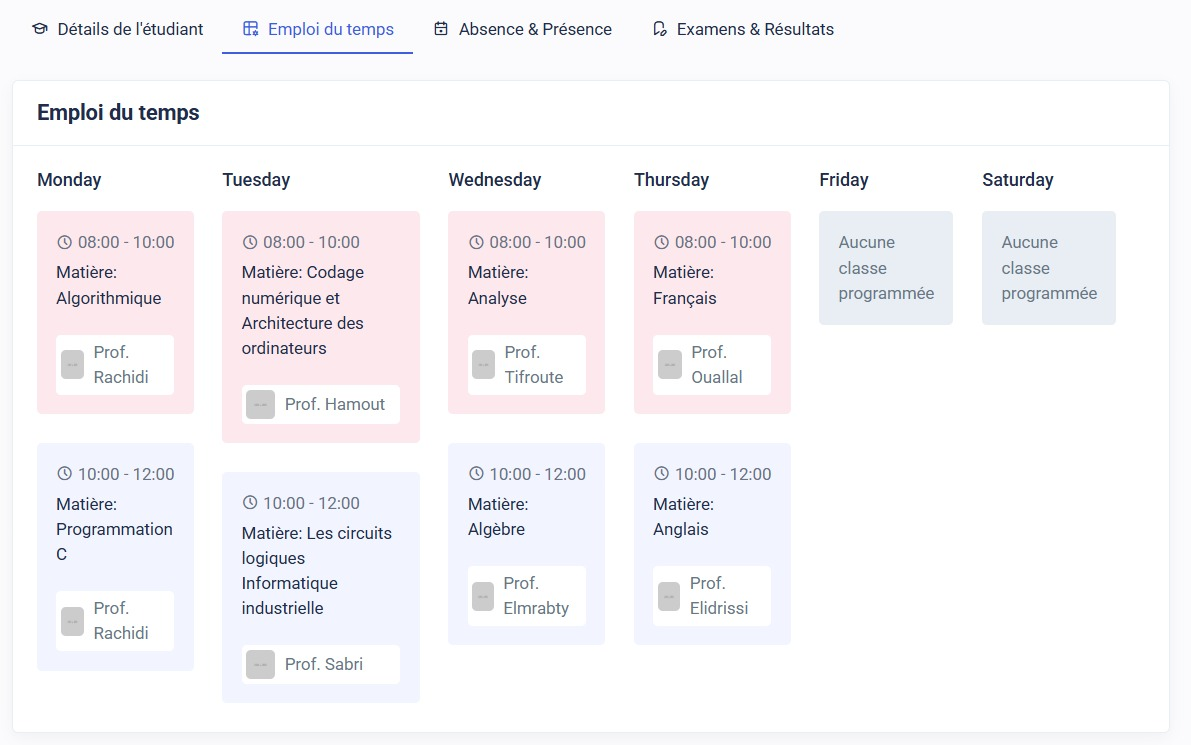 Détails de l'étudiant
Emploi du temps
Absence & Présence
Examens & Résultats
Emploi du temps
Monday
08:00 - 10:00
Matière:
Algorithmique
Prof.
Rachidi
10:00 - 12:00
Matière:
Programmation
C
Prof.
Rachidi
Tuesday
08:00 - 10:00
Matière: Codage
numérique et
Architecture des
ordinateurs
Prof. Hamout
10:00 - 12:00
Matière: Les circuits
logiques
Informatique
industrielle
Prof. Sabri
Wednesday
08:00 - 10:00
Matière:
Analyse
Prof.
Tifroute
10:00 - 12:00
Matière:
Algèbre
Prof.
Elmrabty
Thursday
08:00 - 10:00
Matière:
Français
Prof.
Ouallal
10:00 - 12:00
Matière:
Anglais
Prof.
Elidrissi
Friday
Aucune
classe
programmée
Saturday
Aucune
classe
programmée